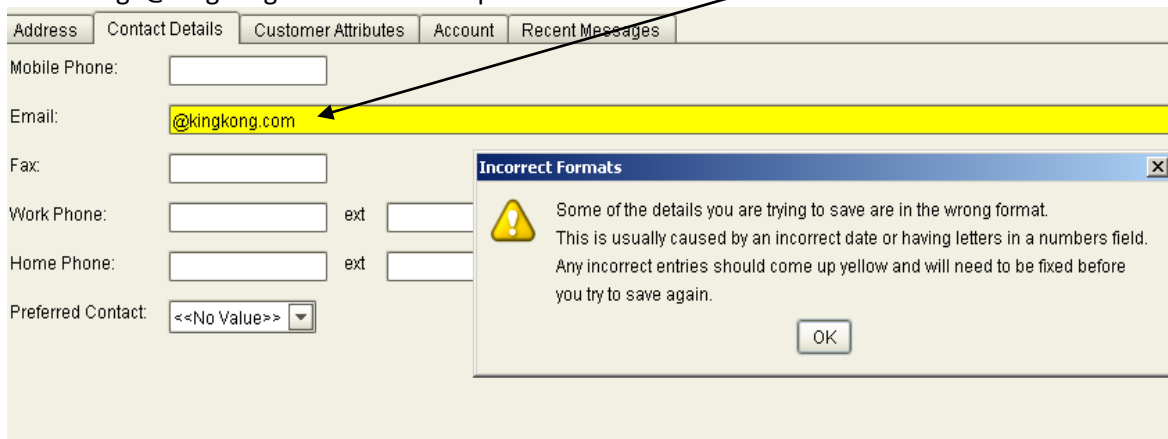 Address Contact Details Customer Attributes Account Recent Messages
Mobile Phone:
Email: @kingkong.com
Fax:
Work Phone: ext
Home Phone: ext
Preferred Contact: <<No Value>>
Incorrect Formats
Some of the details you are trying to save are in the wrong format.
This is usually caused by an incorrect date or having letters in a numbers field.
Any incorrect entries should come up yellow and will need to be fixed before
you try to save again.
OK